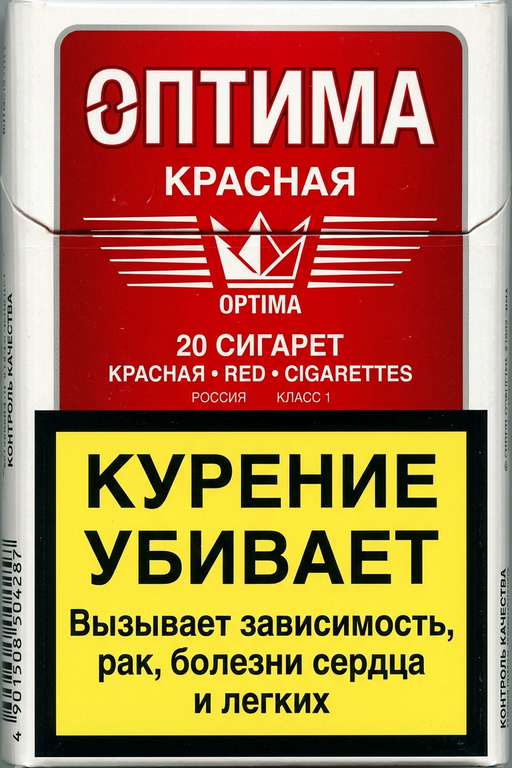 ОПТИМА
КРАСНАЯ
OPTIMA
20 СИГАРЕТ
КРАСНАЯ • RED • CIGARETTES
РОССИЯ КЛАСС 1
КУРЕНИЕ
УБИВАЕТ
Вызывает зависимость,
рак, болезни сердца
и легких
КОНТРОЛЬ КАЧЕСТВА
4 901508 504287
КОНТРОЛЬ КАЧЕСТВА